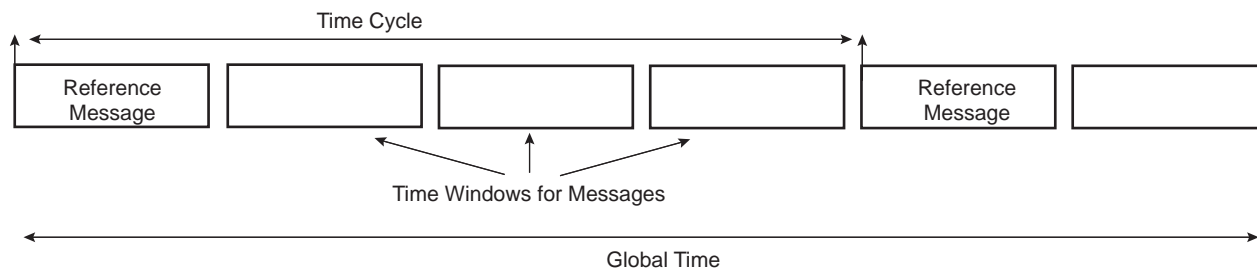 Time Cycle
Reference
Message
Reference
Message
Time Windows for Messages
Global Time